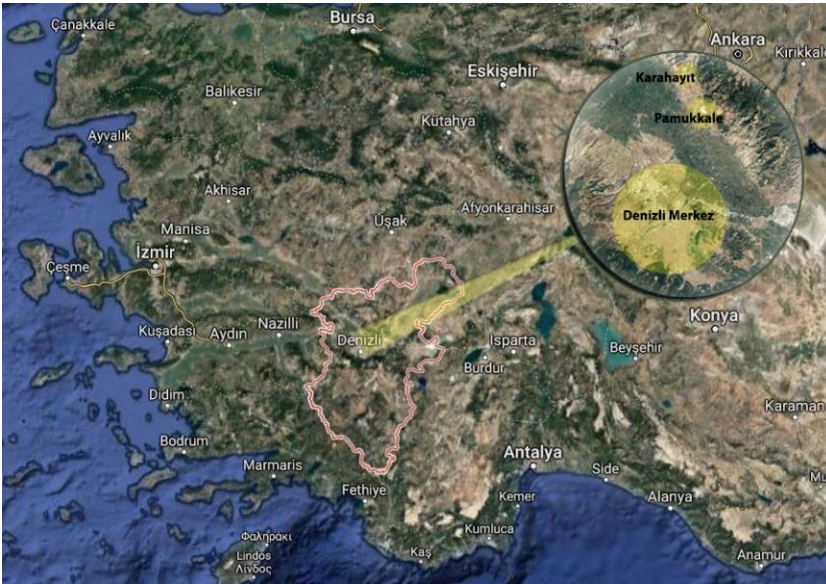 Bursa
Çanakkale
Ankara
Kırıkkale
Eskişehir
Karahayıt
Balıkesir
Pamukkale
Kütahya
Ayvalık
Akhisar
Afyonkarahisar
Denizli Merkez
Uşak
Manisa
İzmir
Çeşme
Konya
Nazilli
Kuşadası
Aydın
Denizli
Isparta
Beyşehir
Burdur
Didim
Karaman
Bodrum
Antalya
Marmaris
Side
Fethiye
Kemer
Alanya
Kumluca
Φαληράκι
Kaş
Lindos
Λίνδος
Anamur